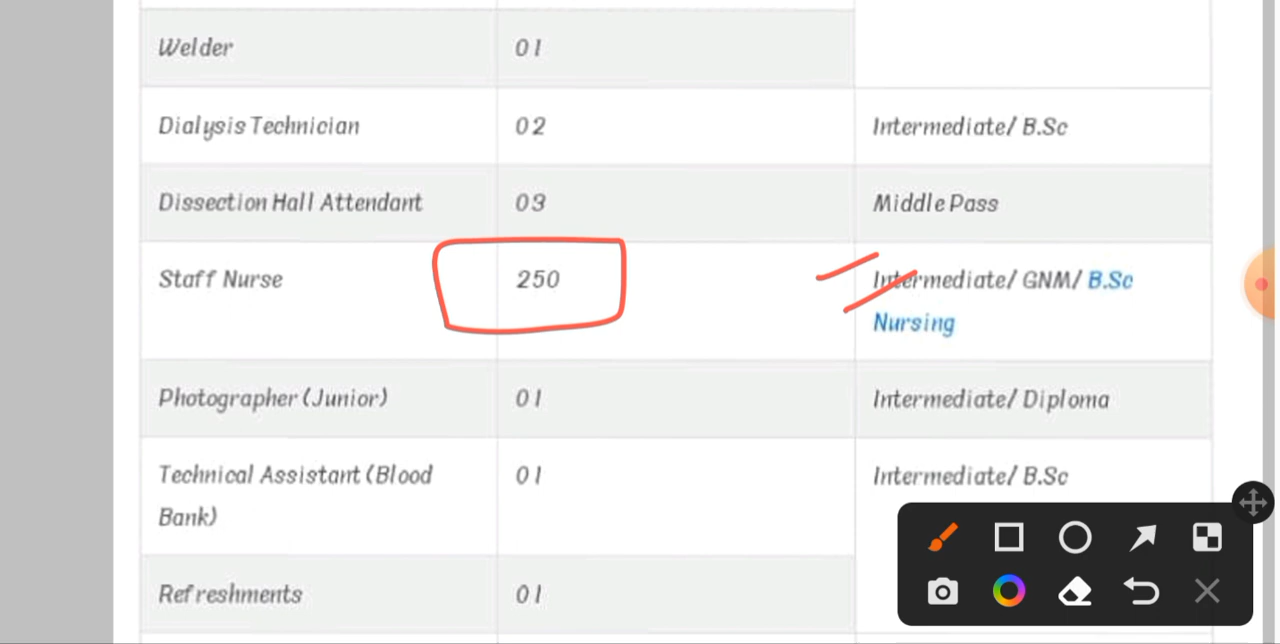 Welder 01
Dialysis Technician 02 Intermediate/ B.Sc
Dissection Hall Attendant 03 Middle Pass
Staff Nurse 250 Intermediate/ GNM/ B.Sc
Nursing
Photographer (Junior) 01 Intermediate/ Diploma
Technical Assistant (Blood 01 Intermediate/ B.Sc
Bank)
Refreshments 01